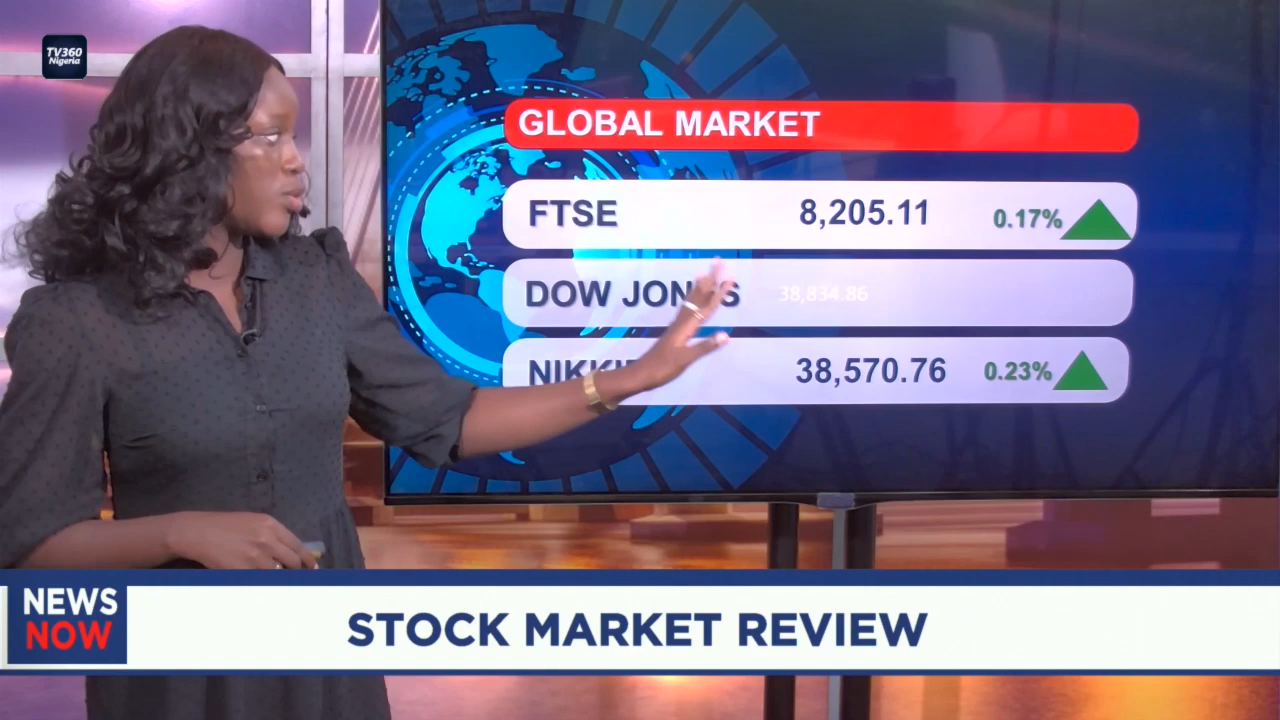 TV360
Nigeria
GLOBAL MARKET
FTSE 8,205.11 0.17%
DOW JONES 38,834.86
38,570.76 0.23%
NEWS
NOW
STOCK MARKET REVIEW